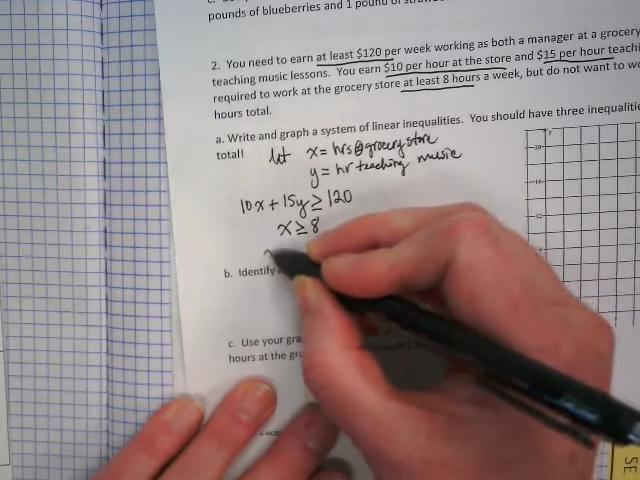 pounds of blueberries and 1 pound of
2. You need to earn at least $120 per week working as both a manager at a grocery
teaching music lessons. You earn $10 per hour at the store and $15 per hour teachi
required to work at the grocery store at least 8 hours a week, but do not want to wo
hours total.
a. Write and graph a system of linear inequalities. You should have three inequalitie
total!
let x = hrs @ grocery store
y = hr teaching music
10x + 15y ≥ 120
x ≥ 8
b. Identify
c. Use your gra
hours at the gro
SE